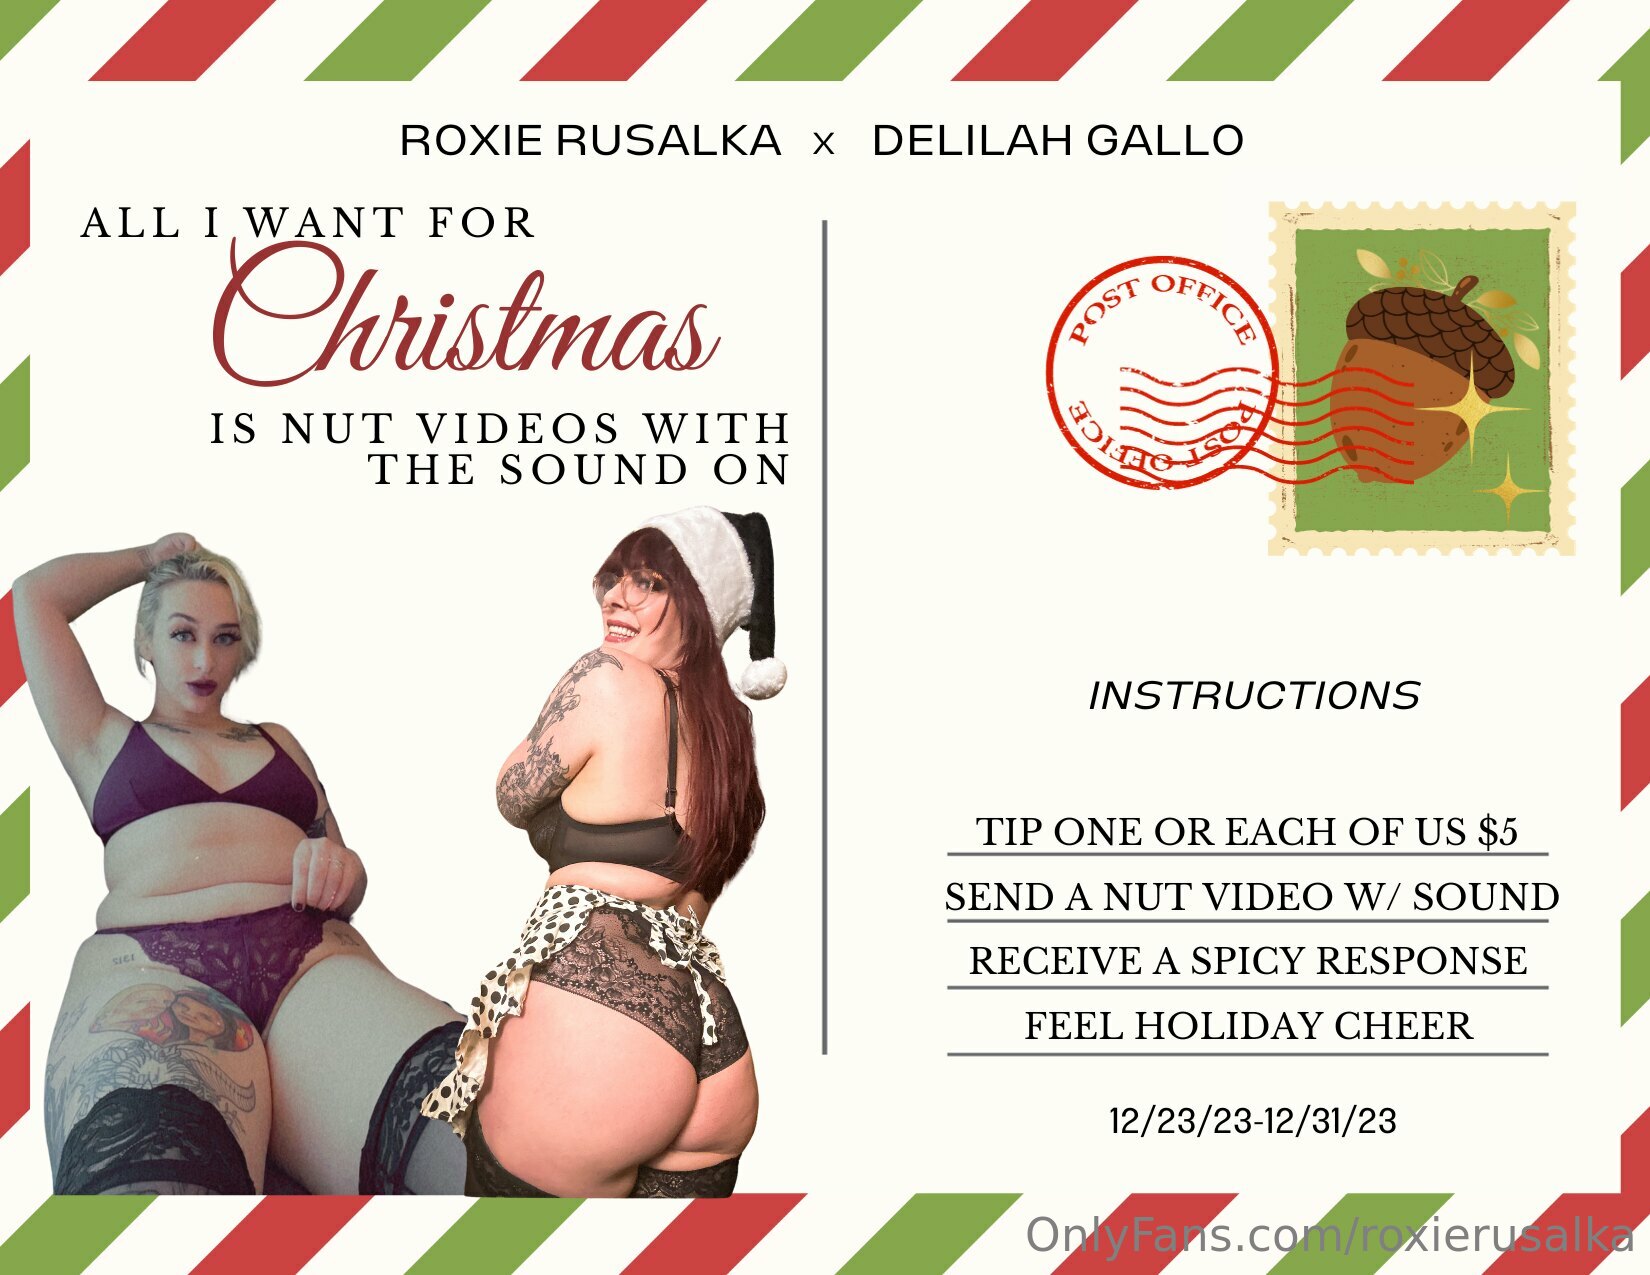 ROXIE RUSALKA x DELILAH GALLO
ALL I WANT FOR
Christmas
IS NUT VIDEOS WITH
THE SOUND ON
POST OFFICE
POST OFFICE
INSTRUCTIONS
TIP ONE OR EACH OF US $5
SEND A NUT VIDEO W/ SOUND
RECEIVE A SPICY RESPONSE
FEEL HOLIDAY CHEER
12/23/23-12/31/23
OnlyFans.com/roxierusalka